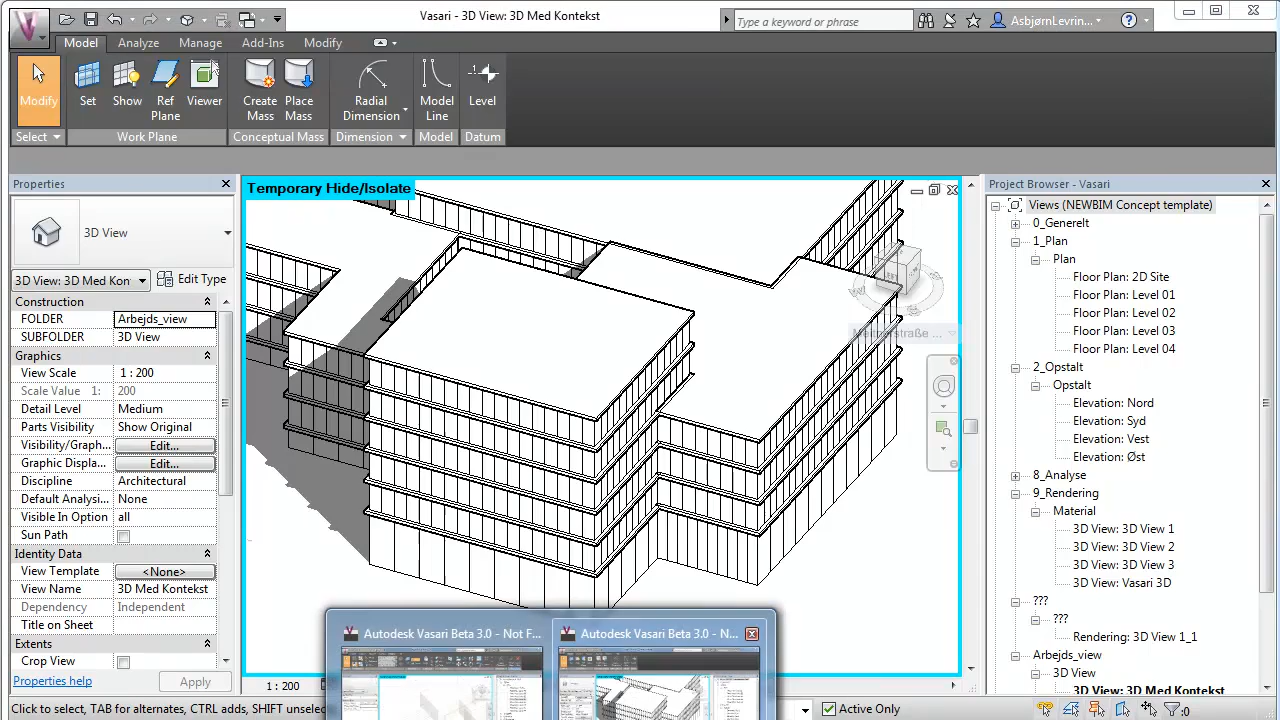 Vasari - 3D View: 3D Med Kontekst
Type a keyword or phrase
AsbjørnLevrin...
Model
Analyze
Manage
Add-Ins
Modify
Modify
Set
Show
Ref Plane
Viewer
Create Mass
Place Mass
Radial Dimension
Model Line
Level
Select
Work Plane
Conceptual Mass
Dimension
Model
Datum
Properties
3D View
3D View: 3D Med Kon
Edit Type
Construction
FOLDER Arbejds_view
SUBFOLDER 3D View
Graphics
View Scale 1 : 200
Scale Value 1: 200
Detail Level Medium
Parts Visibility Show Original
Visibility/Graph... Edit...
Graphic Displa... Edit...
Discipline Architectural
Default Analysi... None
Visible In Option all
Sun Path
Identity Data
View Template <None>
View Name 3D Med Kontekst
Dependency Independent
Title on Sheet
Extents
Crop View
Properties help
Apply
Temporary Hide/Isolate
1 : 200
Autodesk Vasari Beta 3.0 - Not F...
Autodesk Vasari Beta 3.0 - N...
Project Browser - Vasari
Views (NEWBIM Concept template)
0_Generelt
1_Plan
Plan
Floor Plan: 2D Site
Floor Plan: Level 01
Floor Plan: Level 02
Floor Plan: Level 03
Floor Plan: Level 04
2_Opstalt
Opstalt
Elevation: Nord
Elevation: Syd
Elevation: Vest
Elevation: Øst
8_Analyse
9_Rendering
Material
3D View: 3D View 1
3D View: 3D View 2
3D View: 3D View 3
3D View: Vasari 3D
???
???
Rendering: 3D View 1_1
Arbejds_view
3D View
3D View: 3D Med Kontekst
Click to select, TAB for alternates, CTRL adds, SHIFT unselec
Active Only
:0